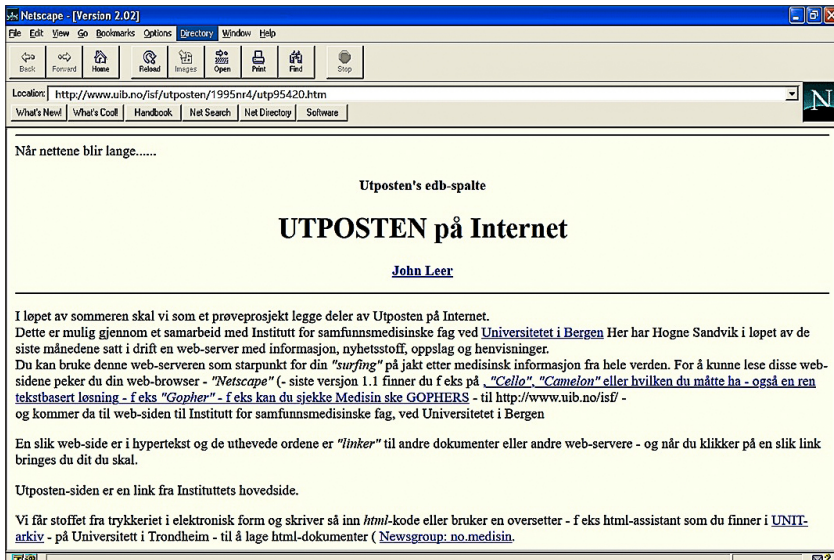 Netscape - [Version 2.02]
File Edit View Go Bookmarks Options Directory Window Help
Back Forward Home Reload Images Open Print Find Stop
Location: http://www.uib.no/isf/utposten/1995nr4/utp95420.htm
N
What's New! What's Cool! Handbook Net Search Net Directory Software
Når nettene blir lange......
Utposten's edb-spalte
UTPOSTEN på Internet
John Leer
I løpet av sommeren skal vi som et prøveprosjekt legge deler av Utposten på Internet.
Dette er mulig gjennom et samarbeid med Institutt for samfunnsmedisinske fag ved Universitetet i Bergen Her har Hogne Sandvik i løpet av de
siste månedene satt i drift en web-server med informasjon, nyhetsstoff, oppslag og henvisninger.
Du kan bruke denne web-serveren som starpunkt for din "surfing" på jakt etter medisinsk informasjon fra hele verden. For å kunne lese disse web-
sidene peker du din web-browser - "Netscape" (- siste versjon 1.1 finner du f eks på , "Cello", "Camelon" eller hvilken du måtte ha - også en ren
tekstbasert løsning - f eks "Gopher" - f eks kan du sjekke Medisin ske GOPHERS - til http://www.uib.no/isf/ -
og kommer da til web-siden til Institutt for samfunnsmedisinske fag, ved Universitetet i Bergen
En slik web-side er i hypertekst og de uthevede ordene er "linker" til andre dokumenter eller andre web-servere - og når du klikker på en slik link
bringes du dit du skal.
Utposten-siden er en link fra Instituttets hovedside.
Vi får stoffet fra trykkeriet i elektronisk form og skriver så inn html-kode eller bruker en oversetter - f eks html-assistant som du finner i UNIT-
arkiv - på Universitett i Trondheim - til å lage html-dokumenter ( Newsgroup: no.medisin.